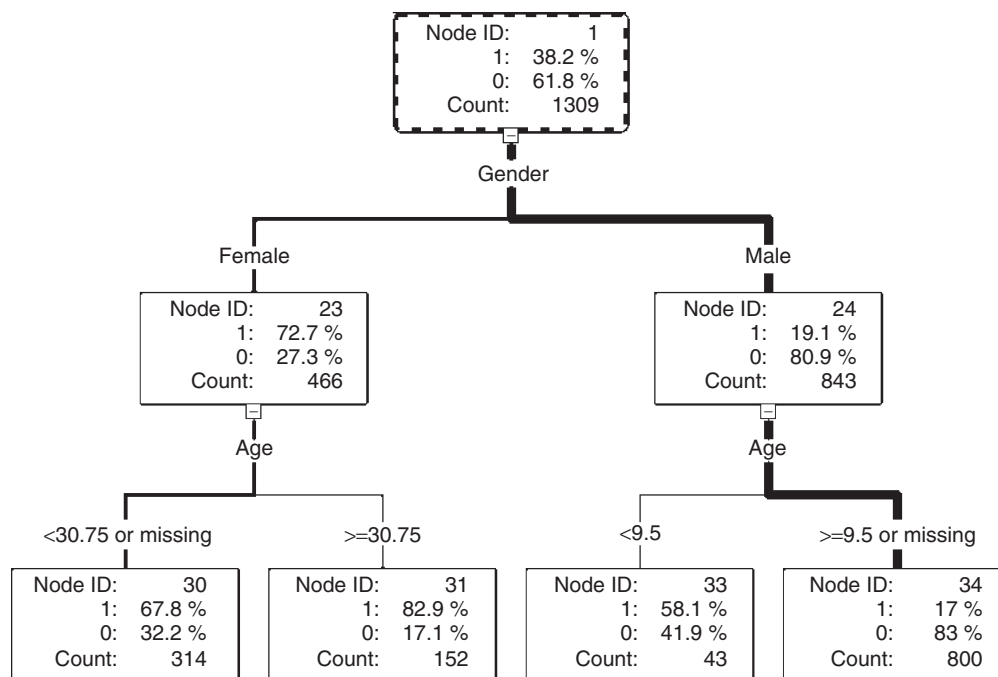 Node ID: 1
1: 38.2 %
0: 61.8 %
Count: 1309
Gender
Female
Male
Node ID: 23
1: 72.7 %
0: 27.3 %
Count: 466
Node ID: 24
1: 19.1 %
0: 80.9 %
Count: 843
Age
Age
<30.75 or missing
>=30.75
<9.5
>=9.5 or missing
Node ID: 30
1: 67.8 %
0: 32.2 %
Count: 314
Node ID: 31
1: 82.9 %
0: 17.1 %
Count: 152
Node ID: 33
1: 58.1 %
0: 41.9 %
Count: 43
Node ID: 34
1: 17 %
0: 83 %
Count: 800